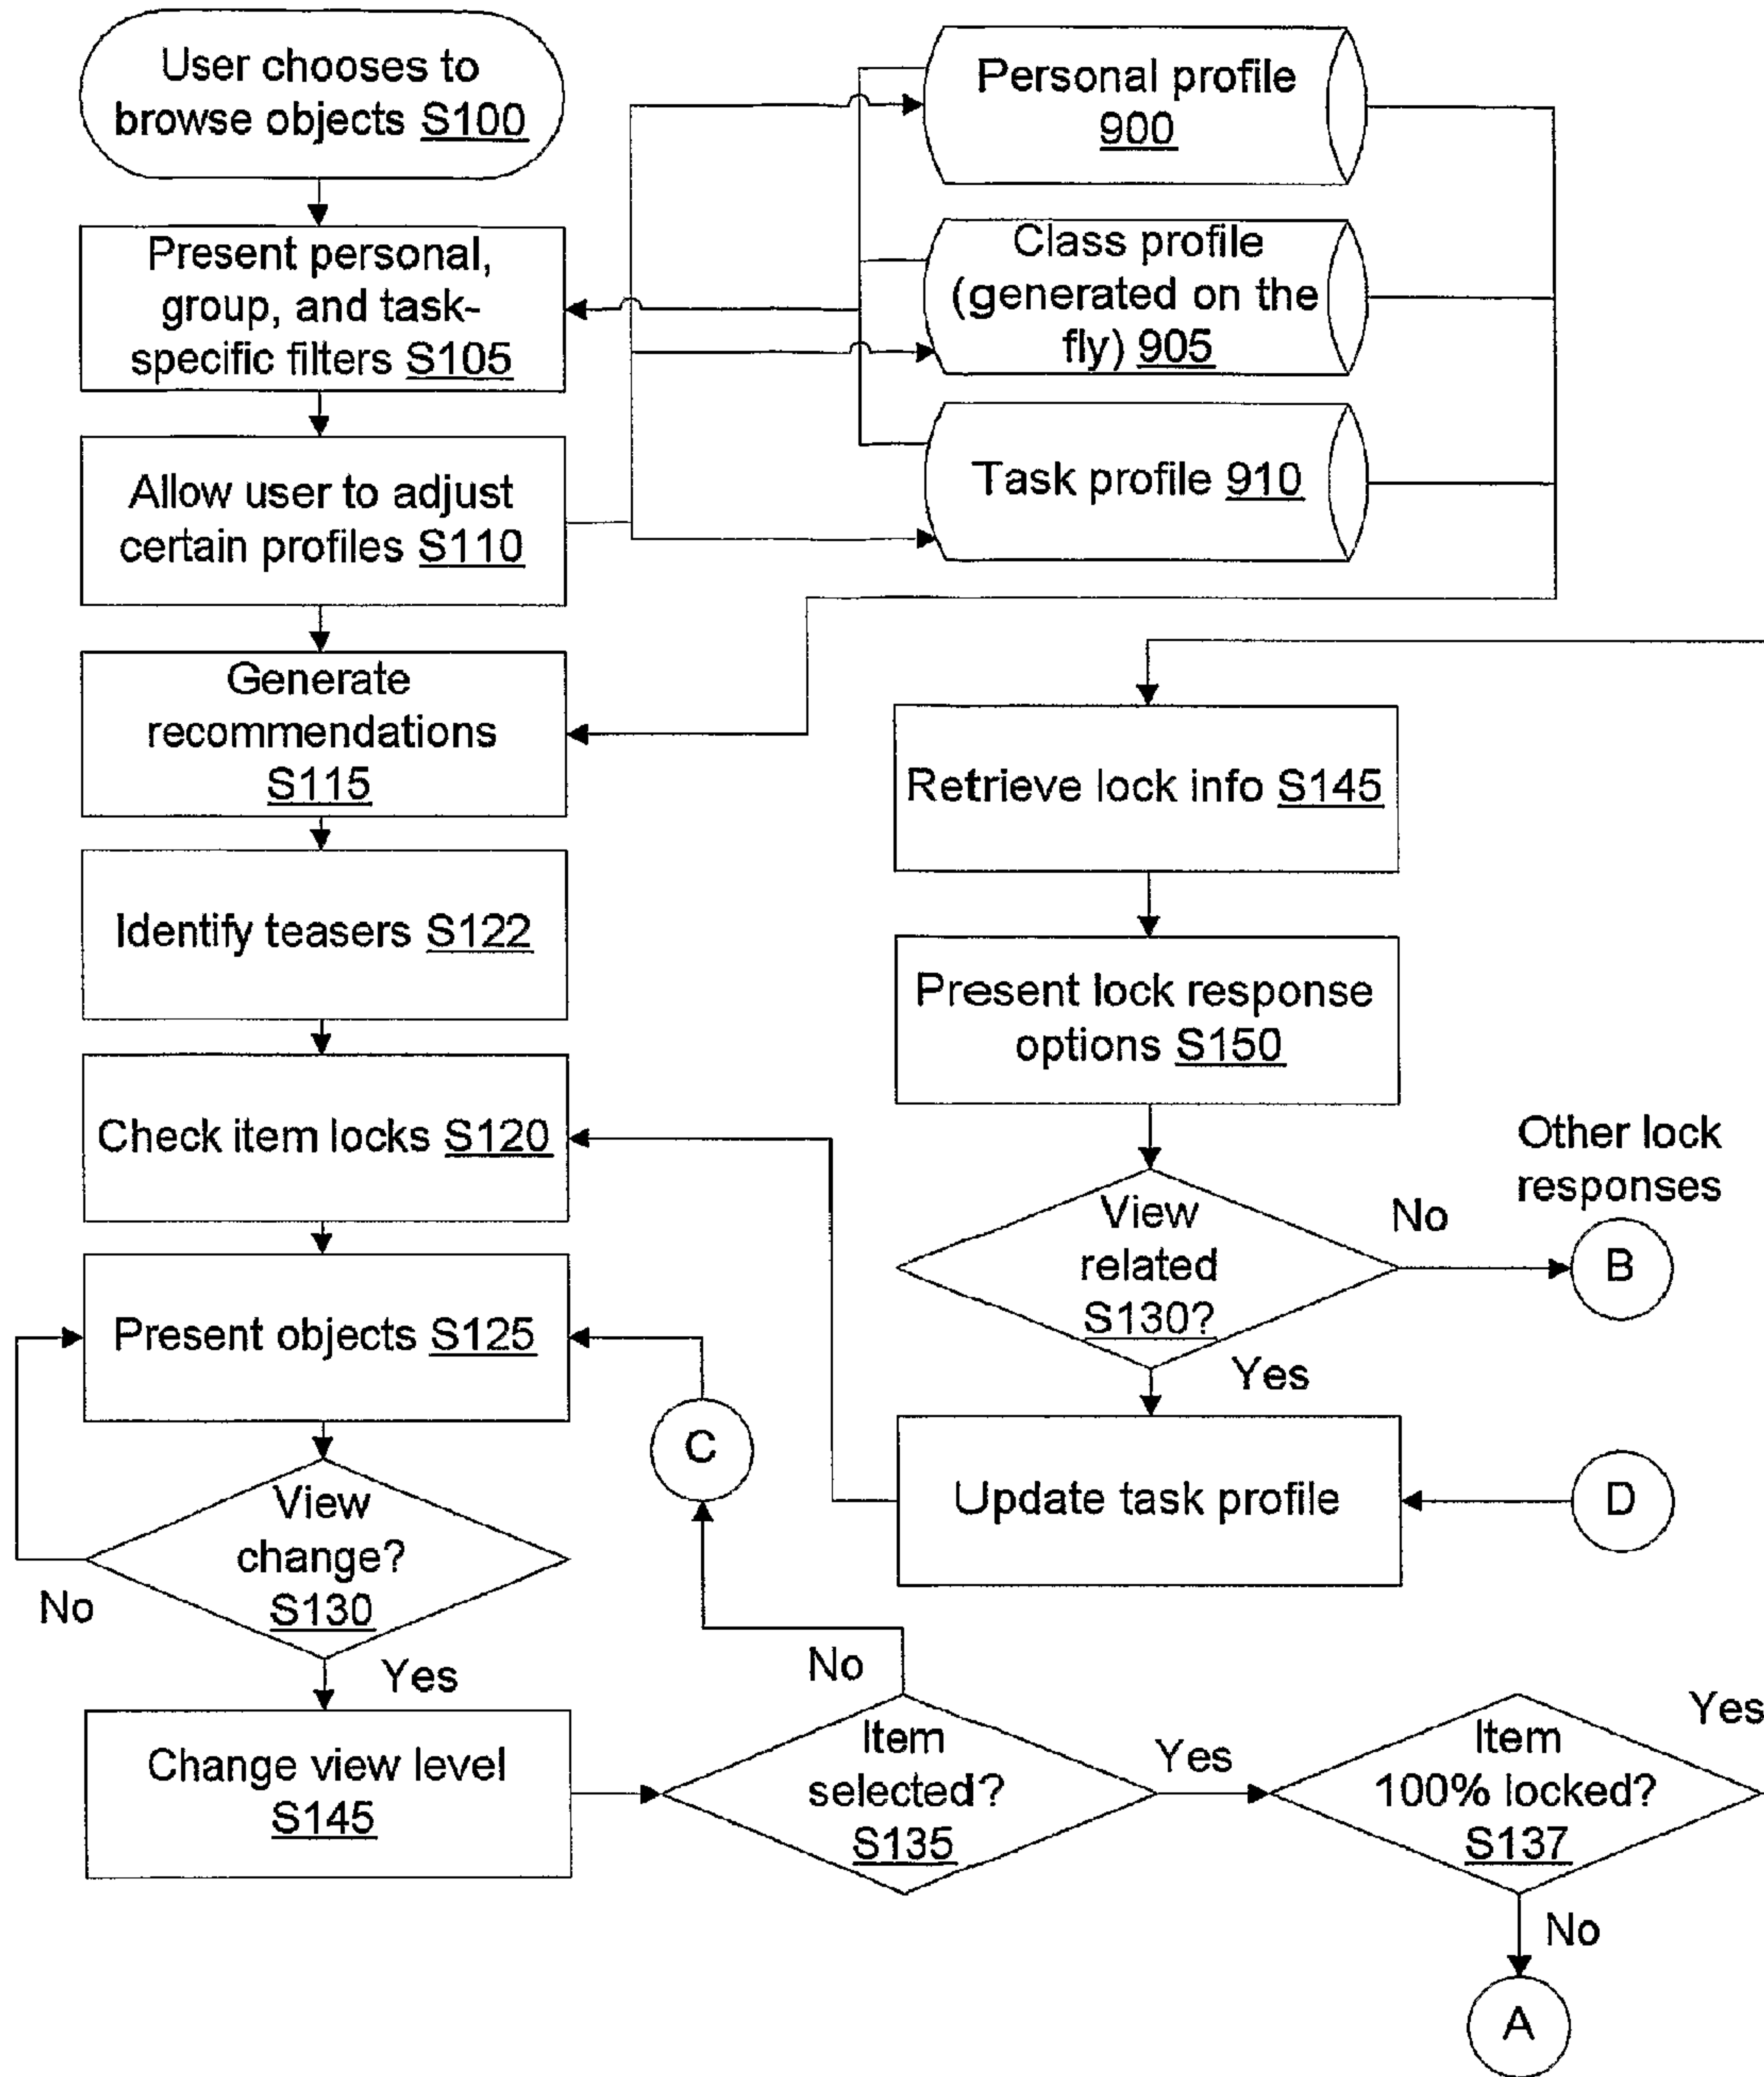 User chooses to
browse objects S100
Present personal,
group, and task-
specific filters S105
Allow user to adjust
certain profiles S110
Generate
recommendations
S115
Identify teasers S122
Check item locks S120
Present objects S125
View
change?
S130
No
Yes
Change view level
S145
Personal profile
900
Class profile
(generated on the
fly) 905
Task profile 910
Retrieve lock info S145
Present lock response
options S150
View
related
S130?
No
Other lock
responses
B
Yes
Update task profile
D
C
No
Item
selected?
S135
Yes
Item
100% locked?
S137
Yes
No
A